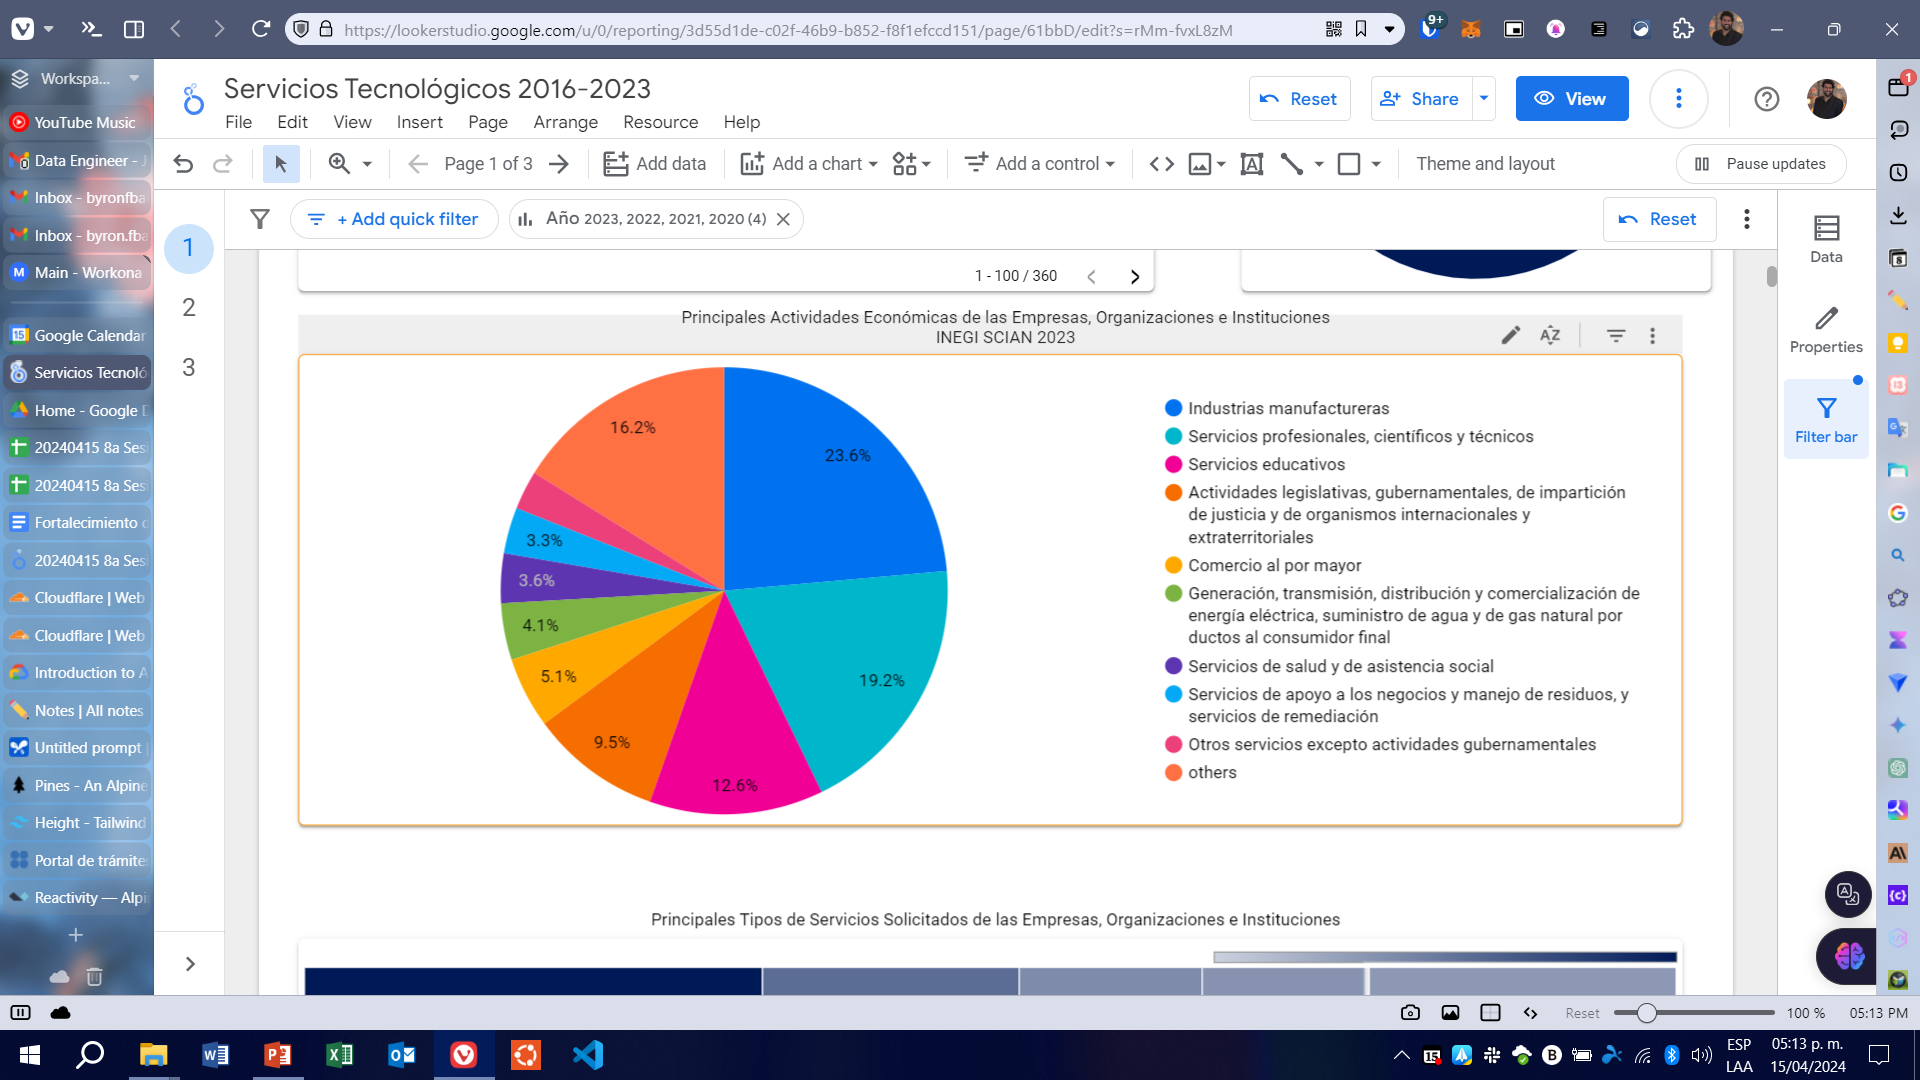 https://lookerstudio.google.com/u/0/reporting/3d55d1de-c02f-46b9-b852-f8f1efccd151/page/61bbD/edit?s=rMm-fvxL8zM
9+
Workspa...
YouTube Music
Data Engineer - J
Inbox - byronfba
Inbox - byron.fba
Main - Workona
Google Calendar
Servicios Tecnoló
Home - Google D
20240415 8a Ses
20240415 8a Ses
Fortalecimiento d
20240415 8a Ses
Cloudflare | Web
Cloudflare | Web
Introduction to A
Notes | All notes
Untitled prompt |
Pines - An Alpine
Height - Tailwind
Portal de trámite
Reactivity — Alpi
Servicios Tecnológicos 2016-2023
File Edit View Insert Page Arrange Resource Help
Reset
Share
View
Page 1 of 3
Add data
Add a chart
Add a control
Theme and layout
Pause updates
+ Add quick filter
Año 2023, 2022, 2021, 2020 (4)
Reset
1
2
3
Data
Properties
Filter bar
1 - 100 / 360
Principales Actividades Económicas de las Empresas, Organizaciones e Instituciones
INEGI SCIAN 2023
16.2%
23.6%
3.3%
3.6%
4.1%
5.1%
9.5%
12.6%
19.2%
Industrias manufactureras
Servicios profesionales, científicos y técnicos
Servicios educativos
Actividades legislativas, gubernamentales, de impartición
de justicia y de organismos internacionales y
extraterritoriales
Comercio al por mayor
Generación, transmisión, distribución y comercialización de
energía eléctrica, suministro de agua y de gas natural por
ductos al consumidor final
Servicios de salud y de asistencia social
Servicios de apoyo a los negocios y manejo de residuos, y
servicios de remediación
Otros servicios excepto actividades gubernamentales
others
Principales Tipos de Servicios Solicitados de las Empresas, Organizaciones e Instituciones
1
Reset
100 %
05:13 PM
ESP
LAA
05:13 p. m.
15/04/2024